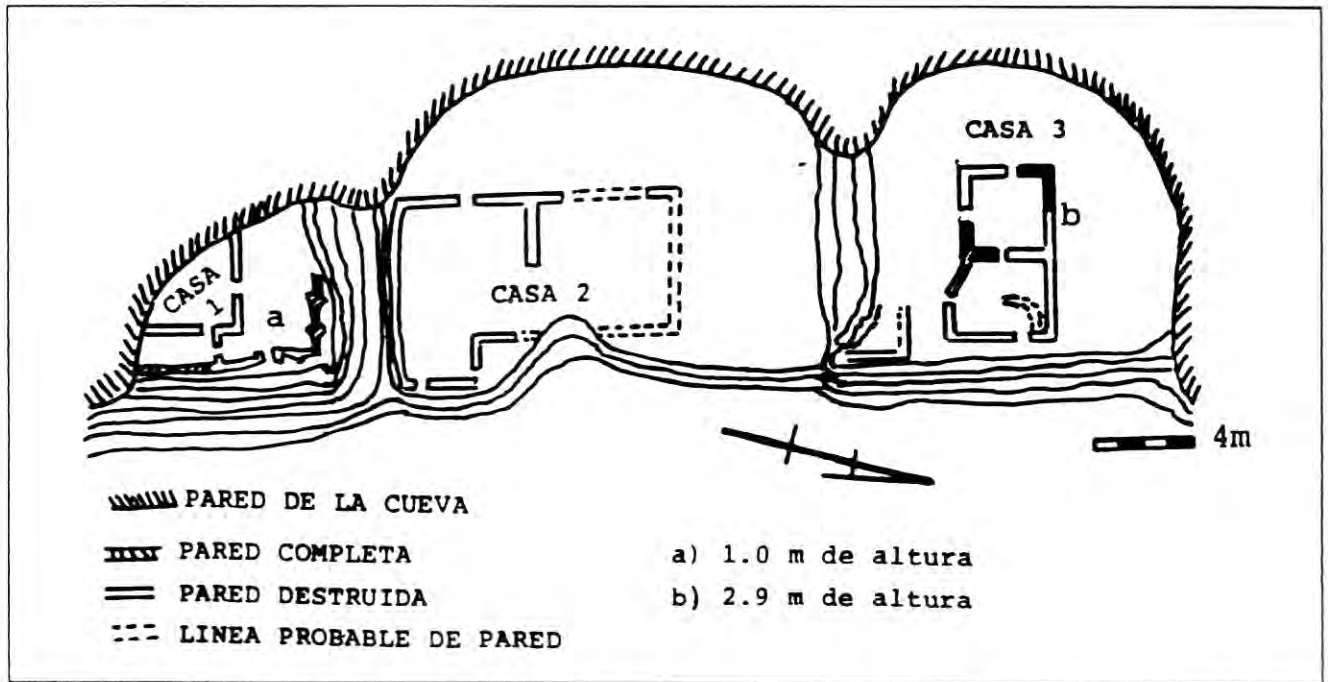 CASA 3
b
CASA 1
a
CASA 2
4m
PARED DE LA CUEVA
PARED COMPLETA
PARED DESTRUIDA
LINEA PROBABLE DE PARED
a) 1.0 m de altura
b) 2.9 m de altura